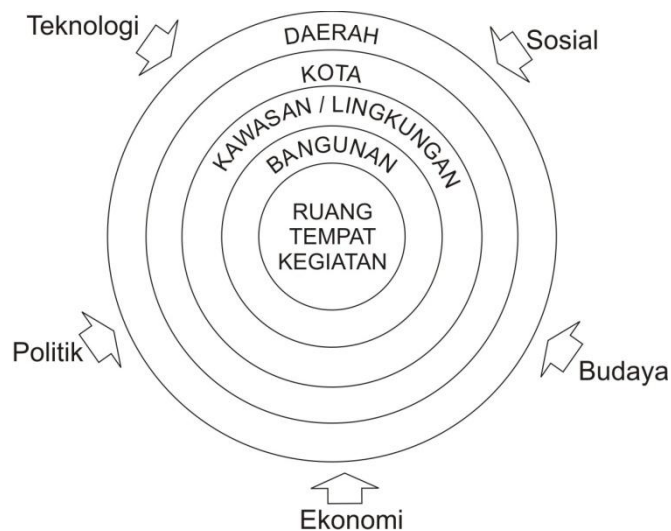 Teknologi
Sosial
DAERAH
KOTA
KAWASAN / LINGKUNGAN
BANGUNAN
RUANG
TEMPAT
KEGIATAN
Politik
Budaya
Ekonomi